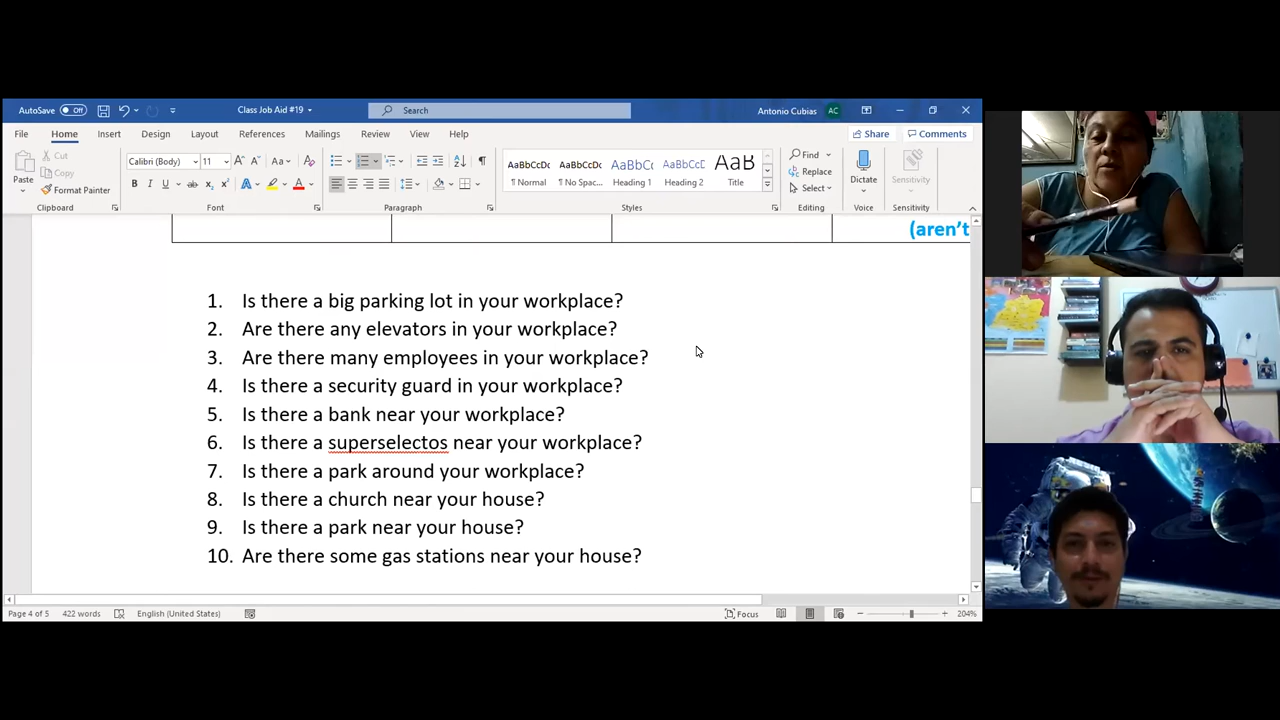 AutoSave Off Class Job Aid #19 Search Antonio Cubias AC
File Home Insert Design Layout References Mailings Review View Help Share Comments
Paste Cut Copy Format Painter
Calibri (Body) 11
AaBbCcDc AaBbCcDc AaBbCc AaBbCcD AaB
¶ Normal ¶ No Spac... Heading 1 Heading 2 Title
Find Replace Select
Dictate Sensitivity
Clipboard Font Paragraph Styles Editing Voice Sensitivity
(aren't
1. Is there a big parking lot in your workplace?
2. Are there any elevators in your workplace?
3. Are there many employees in your workplace?
4. Is there a security guard in your workplace?
5. Is there a bank near your workplace?
6. Is there a superselectos near your workplace?
7. Is there a park around your workplace?
8. Is there a church near your house?
9. Is there a park near your house?
10. Are there some gas stations near your house?
Page 4 of 5 422 words English (United States) Focus 204%